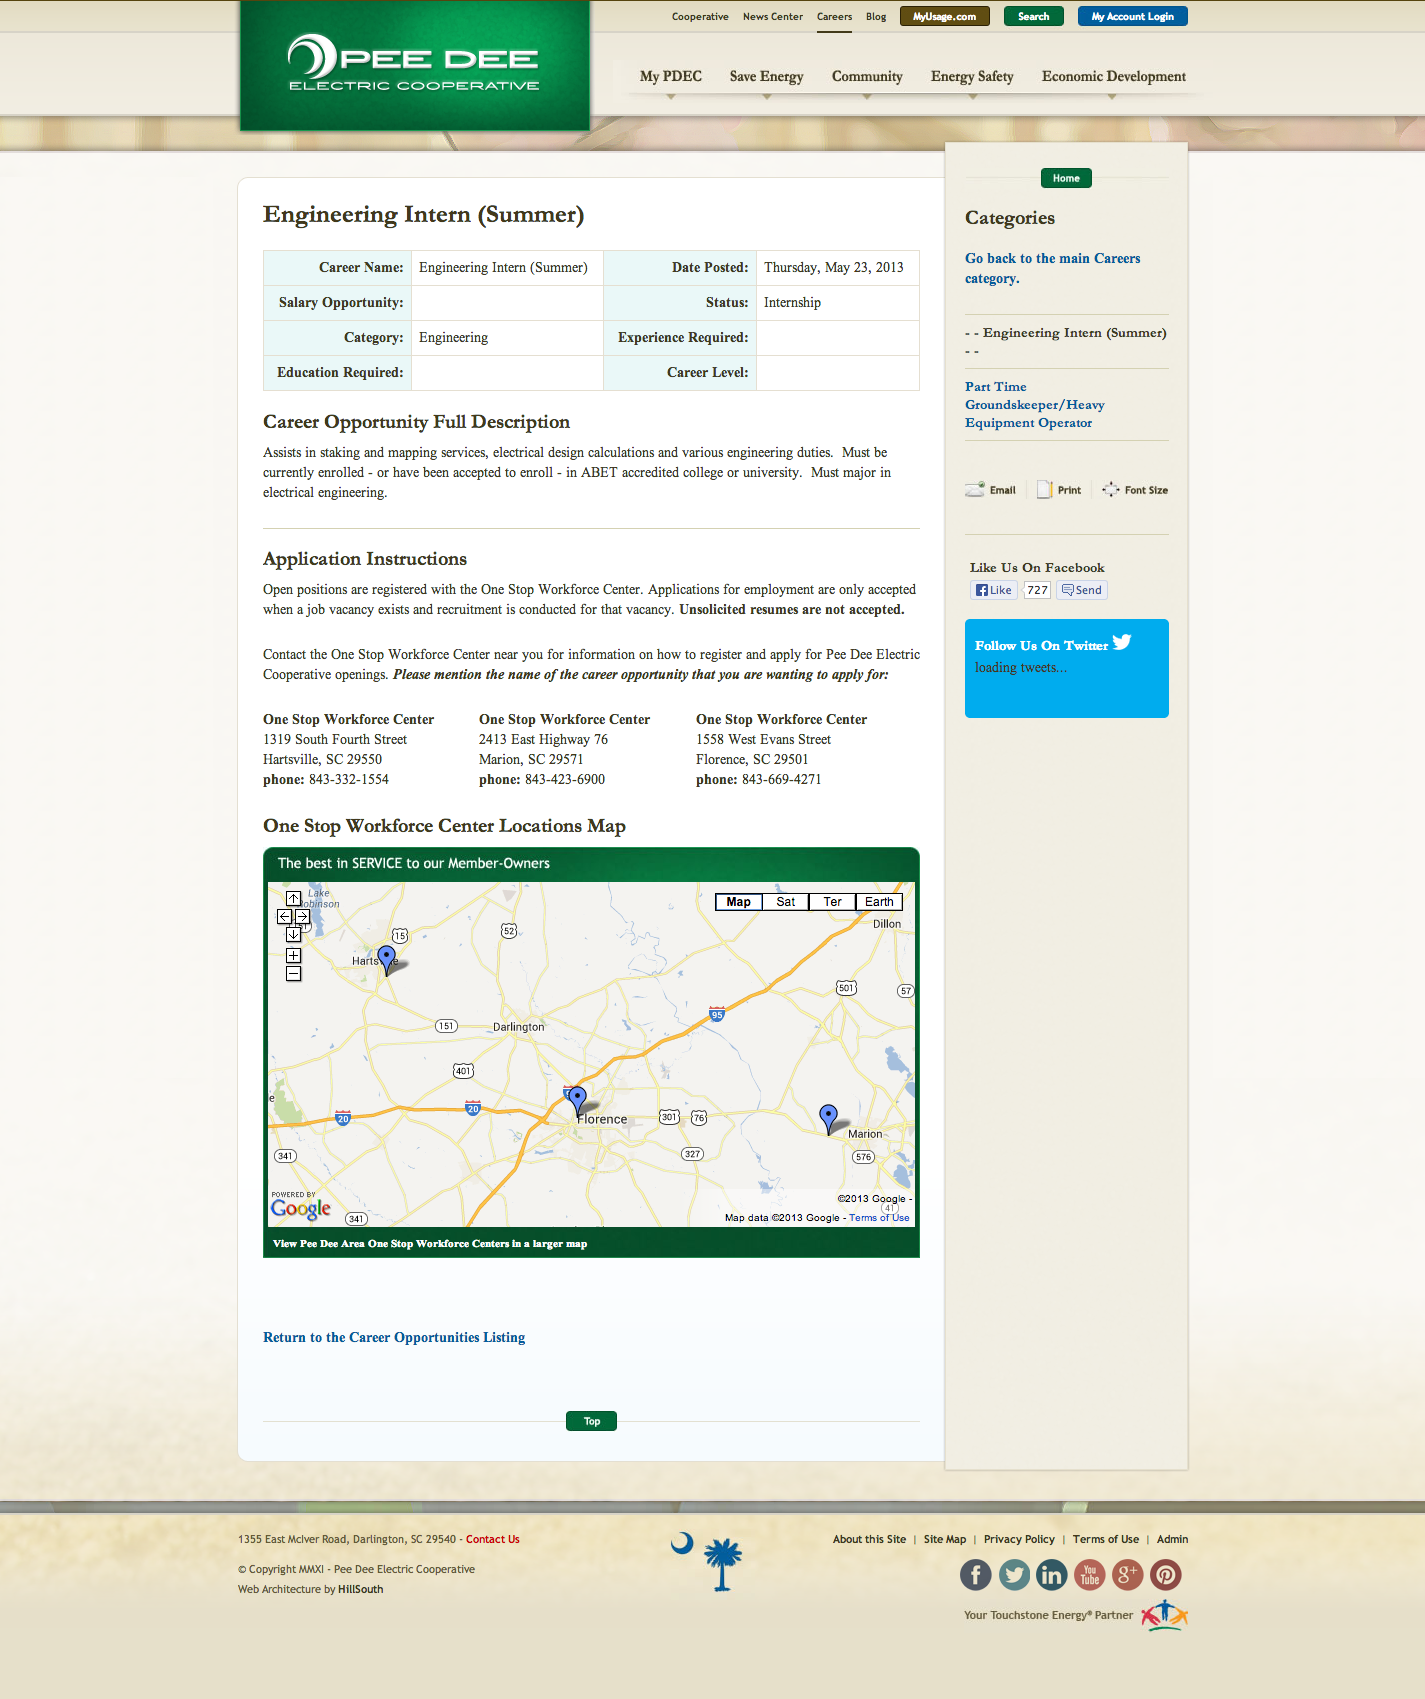 Cooperative News Center Careers Blog MyUsage.com Search My Account Login
PEE DEE
ELECTRIC COOPERATIVE
My PDEC Save Energy Community Energy Safety Economic Development
Home
Engineering Intern (Summer)
Career Name: Engineering Intern (Summer) Date Posted: Thursday, May 23, 2013
Salary Opportunity: Status: Internship
Category: Engineering Experience Required:
Education Required: Career Level:
Career Opportunity Full Description
Assists in staking and mapping services, electrical design calculations and various engineering duties. Must be
currently enrolled - or have been accepted to enroll - in ABET accredited college or university. Must major in
electrical engineering.
Application Instructions
Open positions are registered with the One Stop Workforce Center. Applications for employment are only accepted
when a job vacancy exists and recruitment is conducted for that vacancy. Unsolicited resumes are not accepted.
Contact the One Stop Workforce Center near you for information on how to register and apply for Pee Dee Electric
Cooperative openings. Please mention the name of the career opportunity that you are wanting to apply for:
One Stop Workforce Center
1319 South Fourth Street
Hartsville, SC 29550
phone: 843-332-1554
One Stop Workforce Center
2413 East Highway 76
Marion, SC 29571
phone: 843-423-6900
One Stop Workforce Center
1558 West Evans Street
Florence, SC 29501
phone: 843-669-4271
One Stop Workforce Center Locations Map
The best in SERVICE to our Member-Owners
Lake
Map Sat Ter Earth
Dillon
15
52
501
57
95
151
Darlington
401
20
20
Florence
301
76
Marion
341
327
576
POWERED BY
Google
341
41
©2013 Google -
Map data ©2013 Google - Terms of Use
View Pee Dee Area One Stop Workforce Centers in a larger map
Return to the Career Opportunities Listing
Top
Categories
Go back to the main Careers
category.
- - Engineering Intern (Summer)
- -
Part Time
Groundskeeper/Heavy
Equipment Operator
Email Print Font Size
Like Us On Facebook
Like 727 Send
Follow Us On Twitter
loading tweets...
1355 East McIver Road, Darlington, SC 29540 - Contact Us
© Copyright MMXI - Pee Dee Electric Cooperative
Web Architecture by HillSouth
About this Site | Site Map | Privacy Policy | Terms of Use | Admin
f in You Tube g+
Your Touchstone Energy® Partner